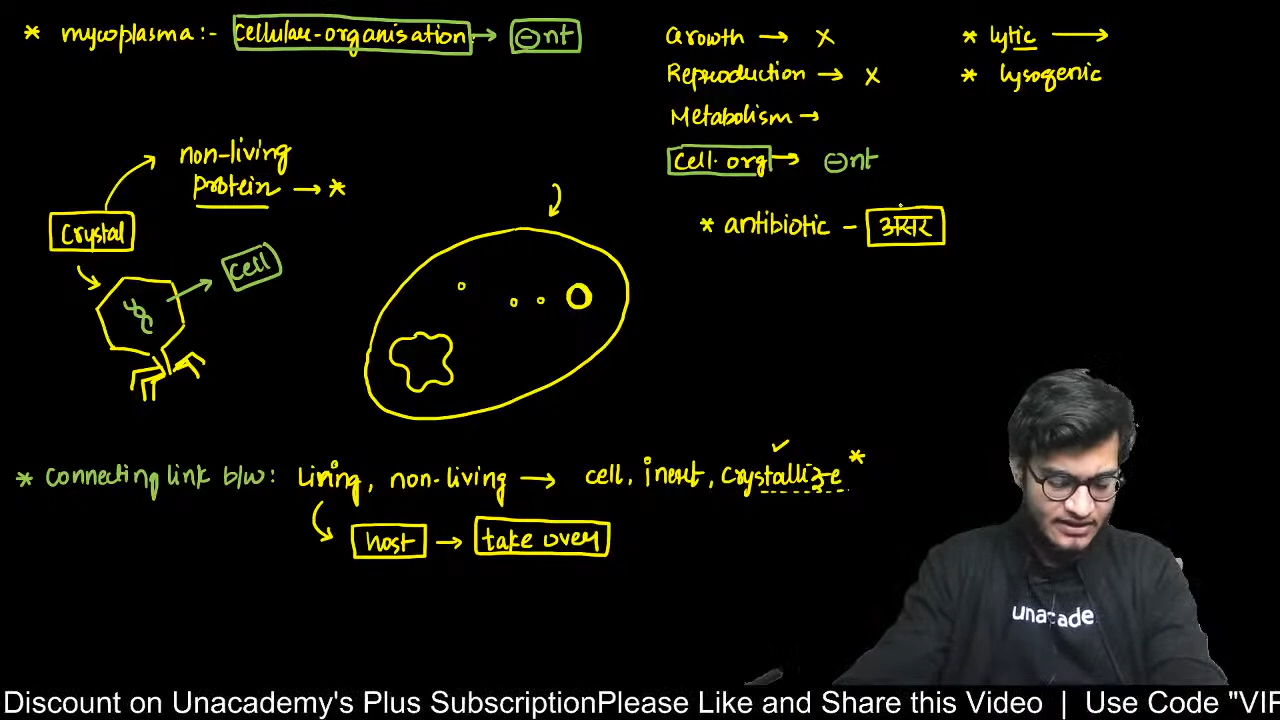 * mycoplasma:- cellular-organisation → ⊖nt
Growth → X
Reproduction → X
Metabolism →
Cell. org → ⊖nt
* lytic →
* lysogenic
non-living
protein → *
Crystal
cell
* antibiotic - असर
* connecting link b/w: Living, non-living → cell, inert, crystallize *
host → take over
unacade
Discount on Unacademy's Plus SubscriptionPlease Like and Share this Video | Use Code "VIP